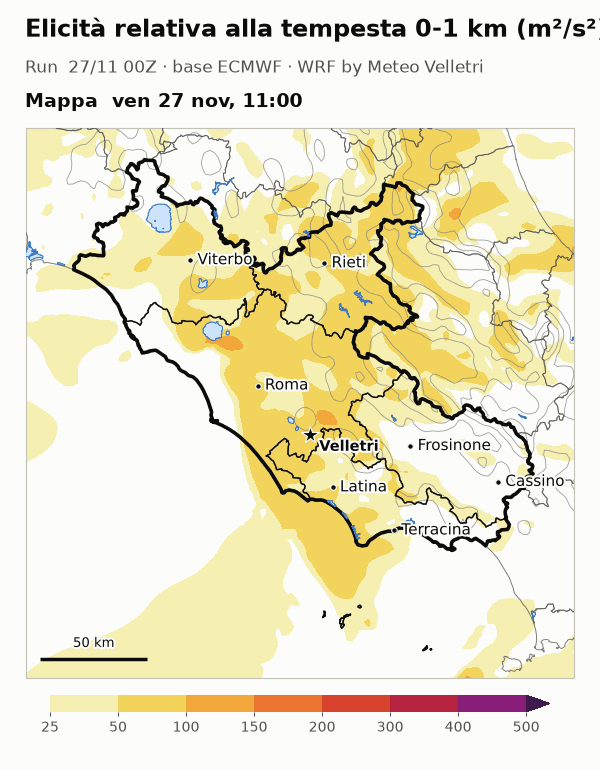 Elicità relativa alla tempesta 0-1 km (m²/s²)
Run  27/11 00Z · base ECMWF · WRF by Meteo Velletri
Mappa  ven 27 nov, 11:00
Viterbo
Rieti
Roma
Velletri
Frosinone
Cassino
Latina
Terracina
50 km
25 50 100 150 200 300 400 500